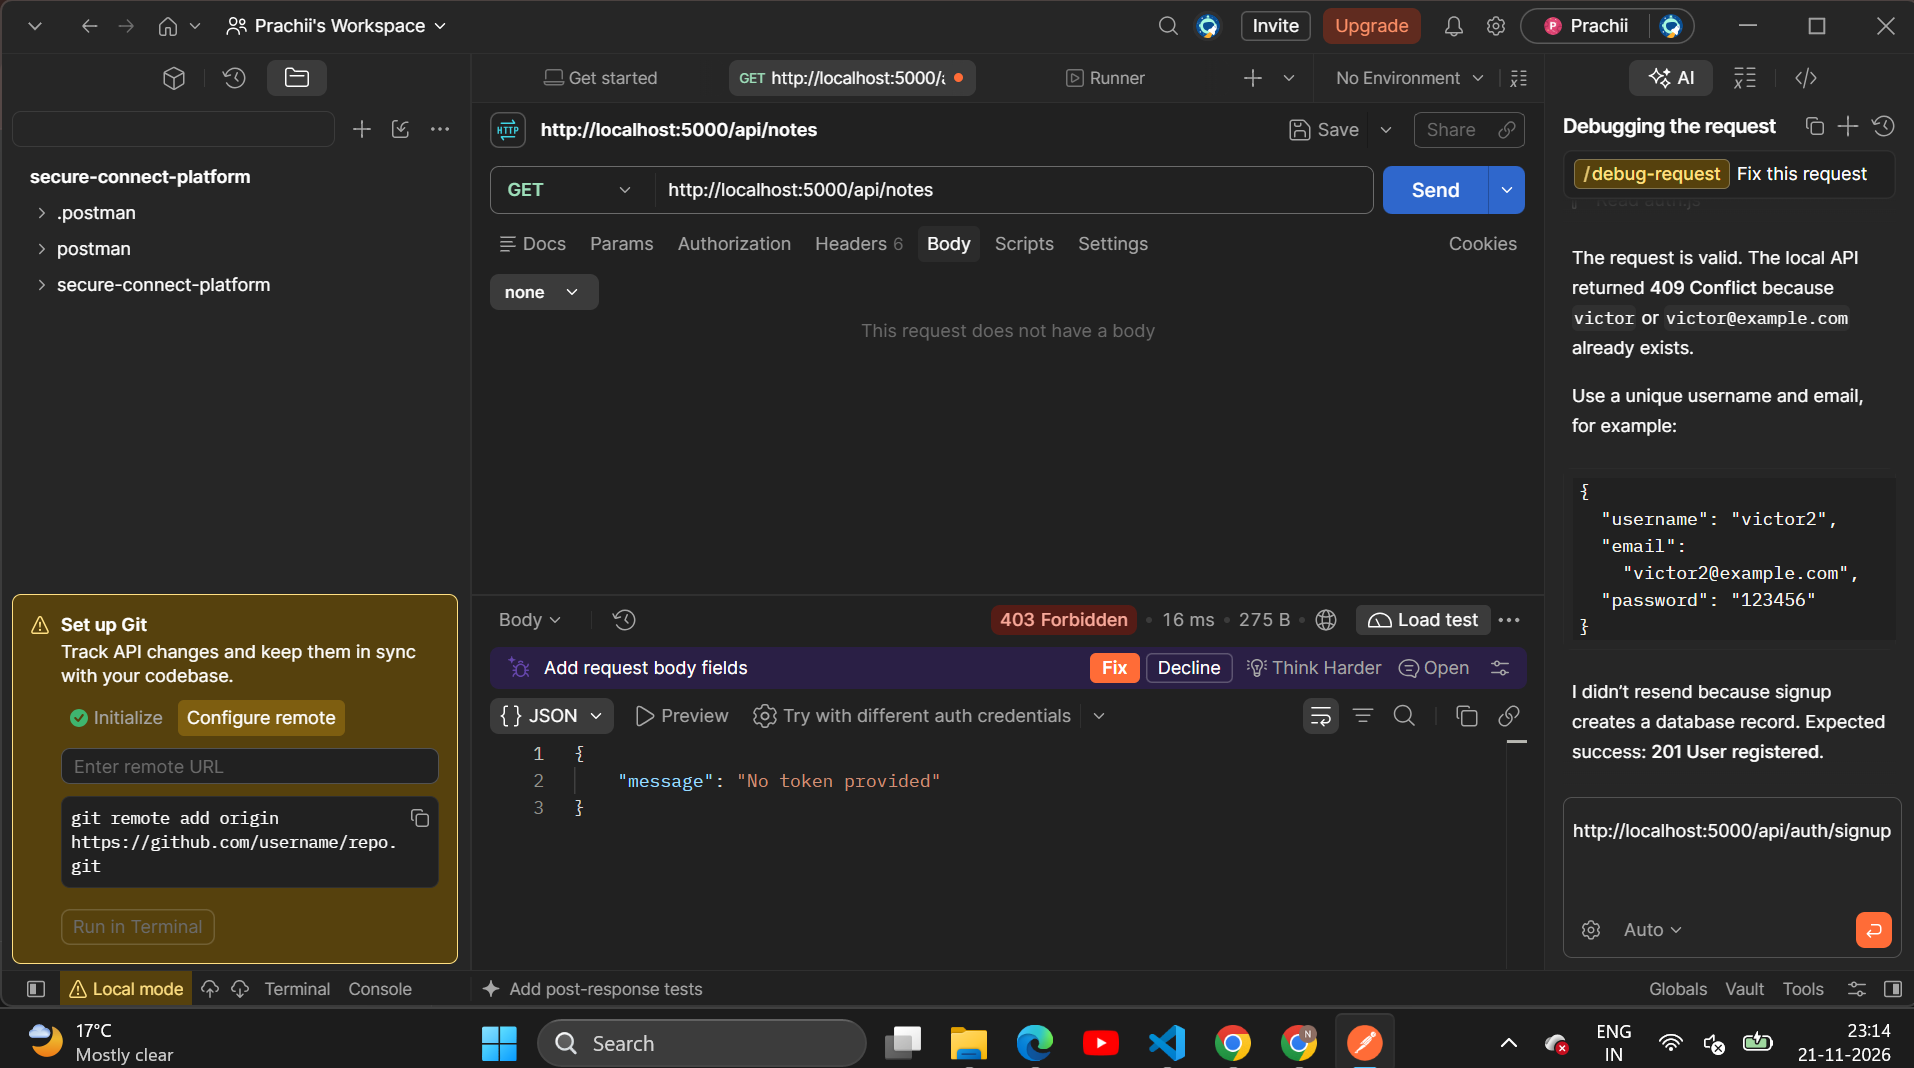 Prachii's Workspace
Invite
Upgrade
P
Prachii
Get started
GET http://localhost:5000/a
Runner
No Environment
AI
HTTP
http://localhost:5000/api/notes
Save
Share
Debugging the request
secure-connect-platform
.postman
postman
secure-connect-platform
GET
http://localhost:5000/api/notes
Send
/debug-request Fix this request
Read auth.js
Docs
Params
Authorization
Headers 6
Body
Scripts
Settings
Cookies
none
This request does not have a body
The request is valid. The local API
returned 409 Conflict because
victor or victor@example.com
already exists.
Use a unique username and email,
for example:
{
"username": "victor2",
"email":
"victor2@example.com",
"password": "123456"
}
I didn't resend because signup
creates a database record. Expected
success: 201 User registered.
http://localhost:5000/api/auth/signup
Auto
Set up Git
Track API changes and keep them in sync
with your codebase.
Initialize
Configure remote
Enter remote URL
git remote add origin
https://github.com/username/repo.
git
Run in Terminal
Body
403 Forbidden
16 ms
275 B
Load test
Add request body fields
Fix
Decline
Think Harder
Open
{} JSON
Preview
Try with different auth credentials
1 {
2 "message": "No token provided"
3 }
Local mode
Terminal
Console
Add post-response tests
Globals
Vault
Tools
17°C
Mostly clear
Search
N
ENG
IN
23:14
21-11-2026